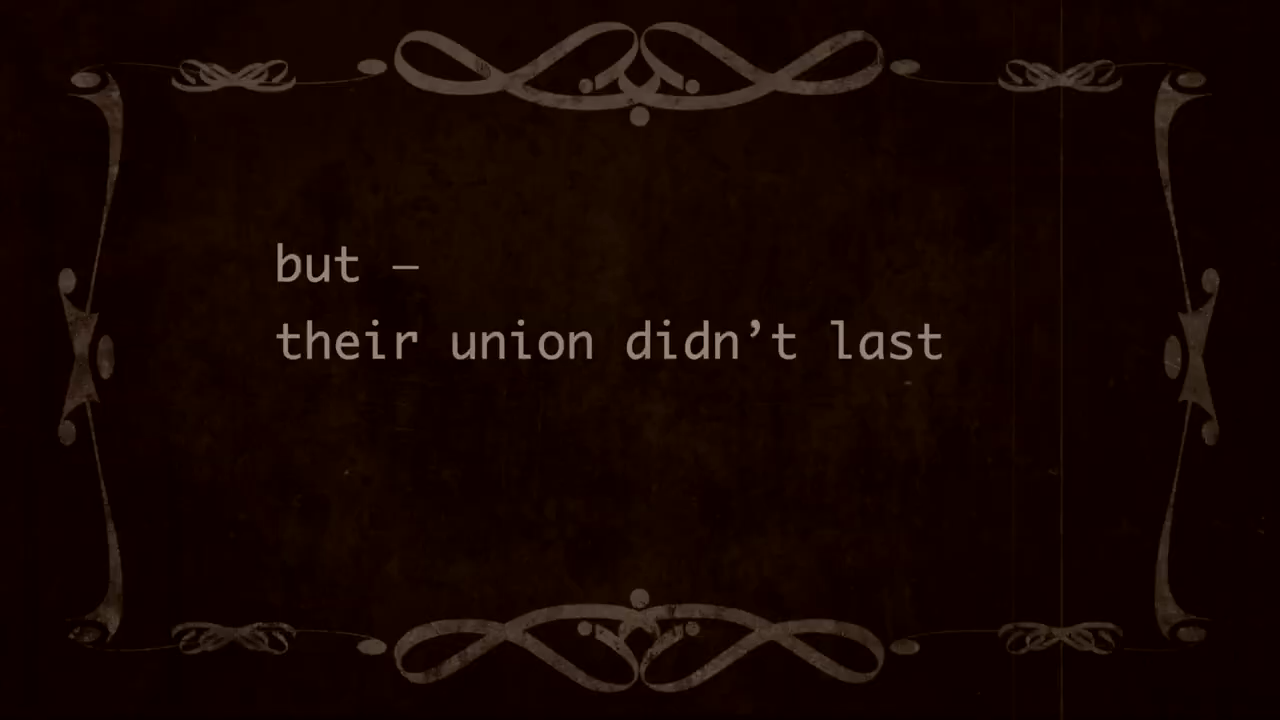 but –
their union didn’t last